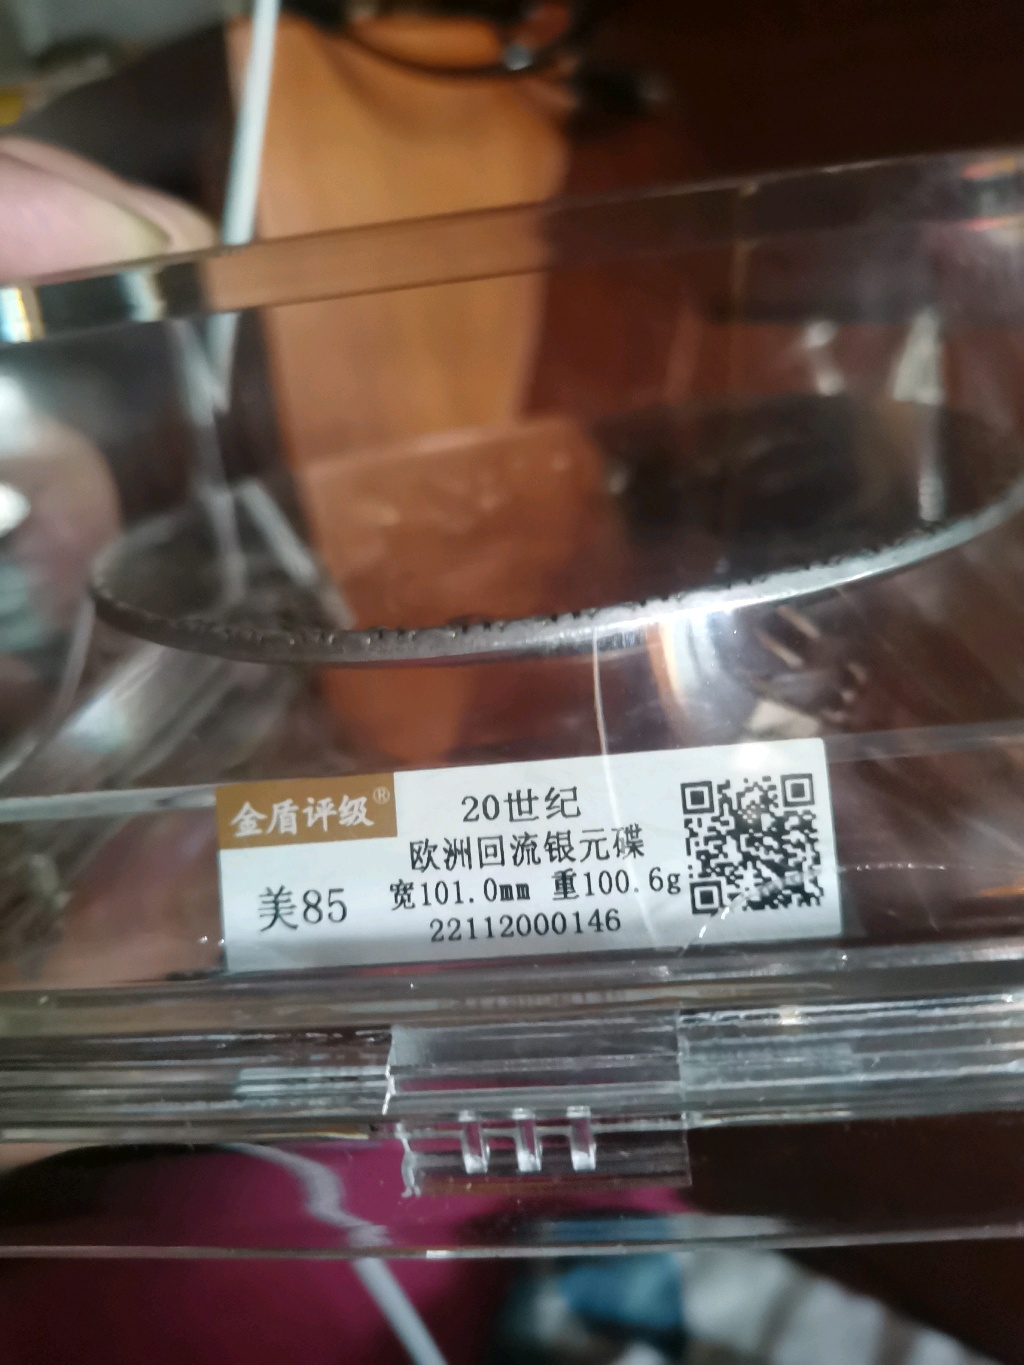 金盾评级®
20世纪
欧洲回流银元碟
美85
宽101.0mm 重100.6g
22112000146